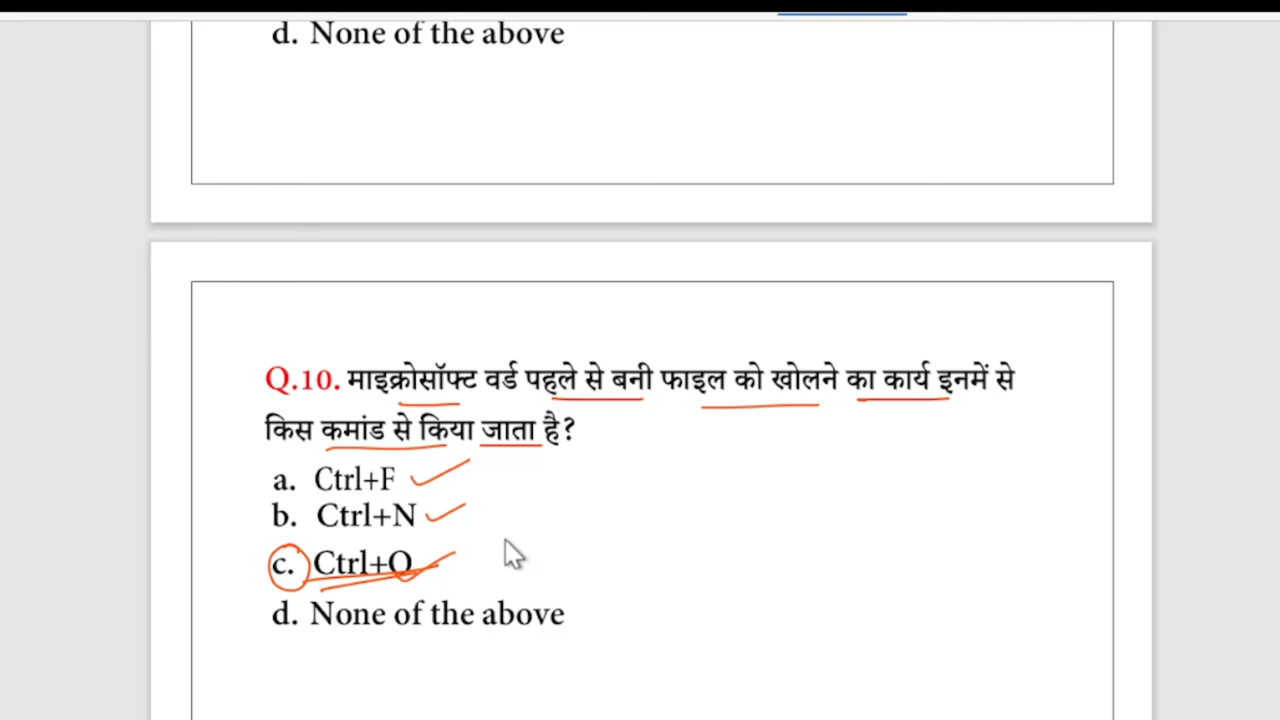 d. None of the above
Q.10. माइक्रोसॉफ्ट वर्ड पहले से बनी फाइल को खोलने का कार्य इनमें से
किस कमांड से किया जाता है?
a. Ctrl+F
b. Ctrl+N
c. Ctrl+O
d. None of the above